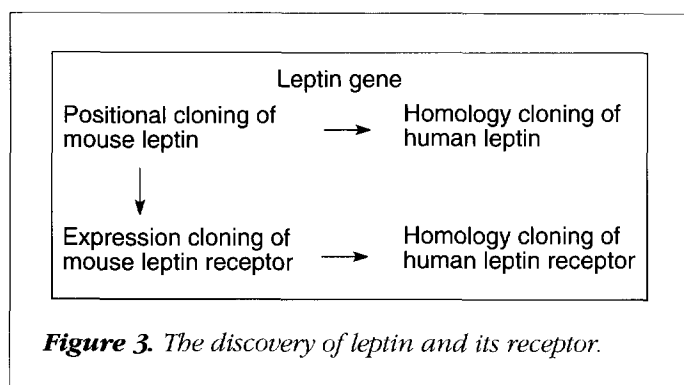 Leptin gene
Positional cloning of
mouse leptin
Homology cloning of
human leptin
Expression cloning of
mouse leptin receptor
Homology cloning of
human leptin receptor
Figure 3. The discovery of leptin and its receptor.